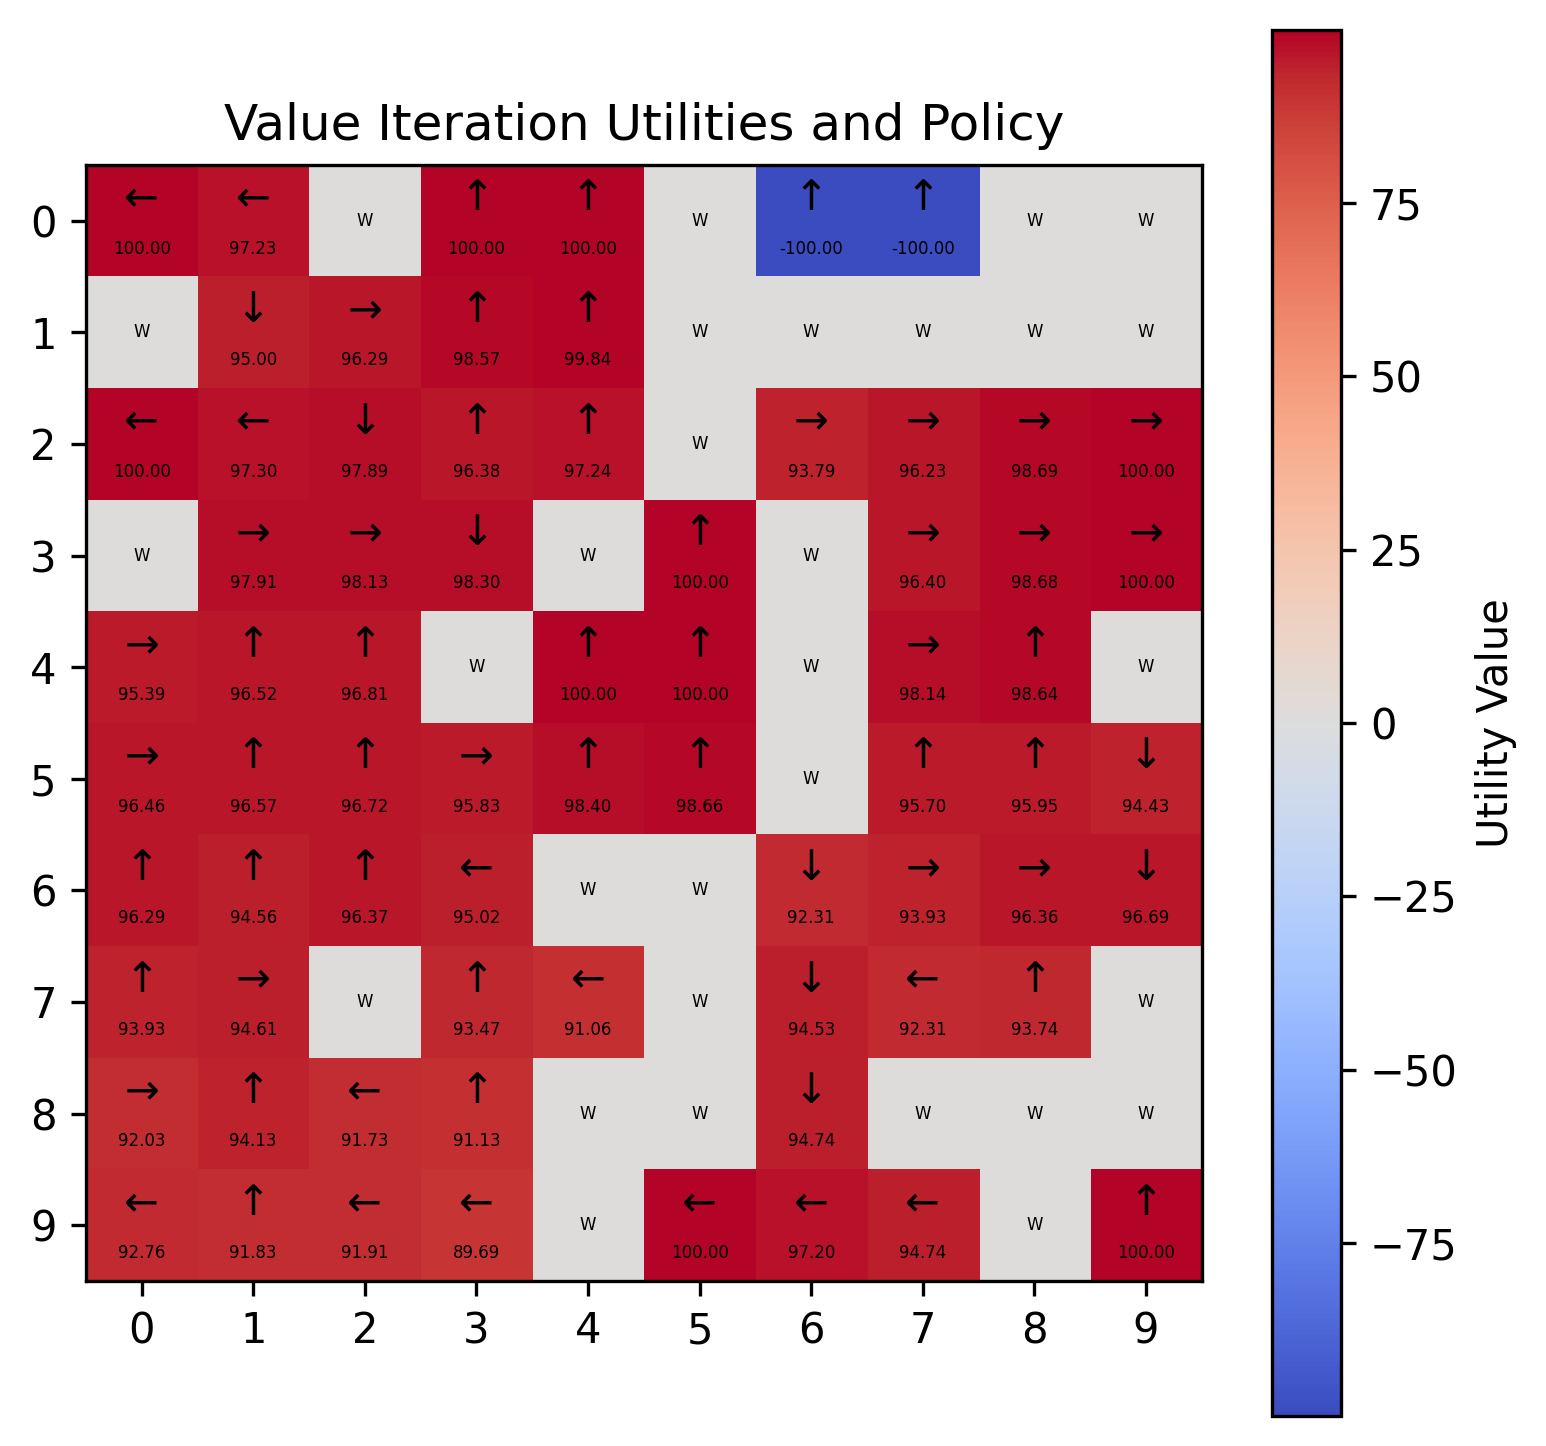 Value Iteration Utilities and Policy
0 ← 100.00 ← 97.23 W ↑ 100.00 ↑ 100.00 W ↑ -100.00 ↑ -100.00 W W
1 W ↓ 95.00 → 96.29 ↑ 98.57 ↑ 99.84 W W W W W
2 ← 100.00 ← 97.30 ↓ 97.89 ↑ 96.38 ↑ 97.24 W → 93.79 → 96.23 → 98.69 → 100.00
3 W → 97.91 → 98.13 ↓ 98.30 W ↑ 100.00 W → 96.40 → 98.68 → 100.00
4 → 95.39 ↑ 96.52 ↑ 96.81 W ↑ 100.00 ↑ 100.00 W → 98.14 ↑ 98.64 W
5 → 96.46 ↑ 96.57 ↑ 96.72 → 95.83 ↑ 98.40 ↑ 98.66 W ↑ 95.70 ↑ 95.95 ↓ 94.43
6 ↑ 96.29 ↑ 94.56 ↑ 96.37 ← 95.02 W W ↓ 92.31 → 93.93 → 96.36 ↓ 96.69
7 ↑ 93.93 → 94.61 W ↑ 93.47 ← 91.06 W ↓ 94.53 ← 92.31 ↑ 93.74 W
8 → 92.03 ↑ 94.13 ← 91.73 ↑ 91.13 W W ↓ 94.74 W W W
9 ← 92.76 ↑ 91.83 ← 91.91 ← 89.69 W ← 100.00 ← 97.20 ← 94.74 W ↑ 100.00
0 1 2 3 4 5 6 7 8 9
75
50
25
0
−25
−50
−75
Utility Value